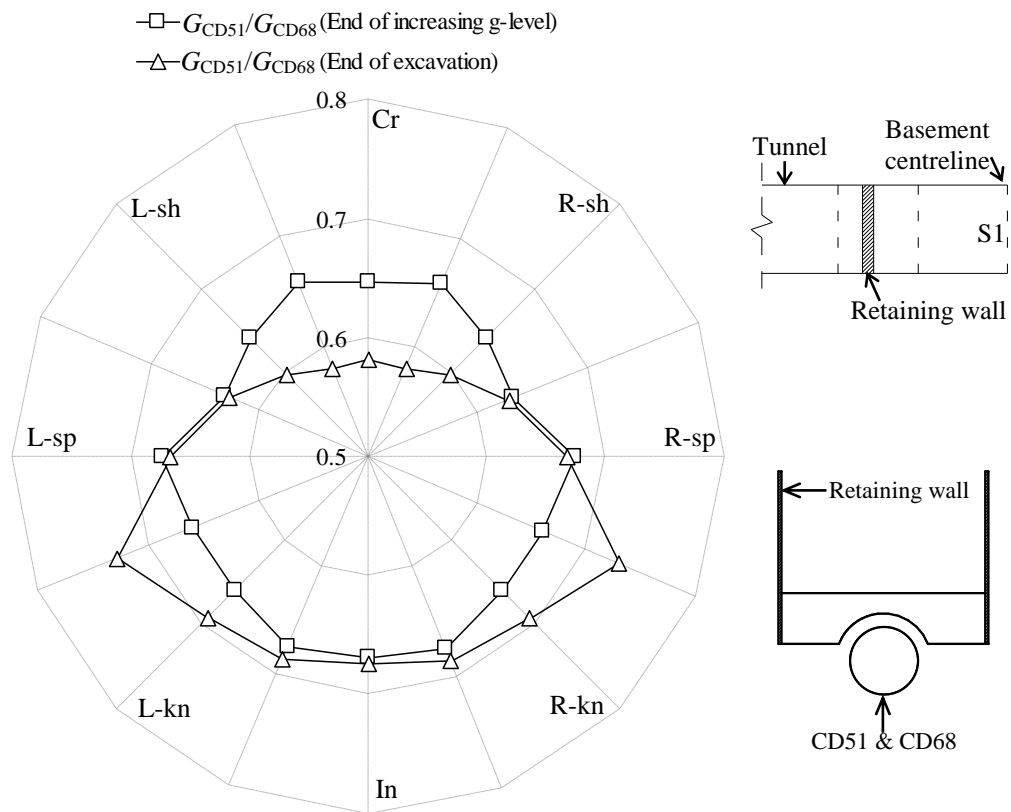 G_CD51/G_CD68 (End of increasing g-level)
G_CD51/G_CD68 (End of excavation)
0.8
Cr
0.7
0.6
0.5
L-sh
R-sh
L-sp
R-sp
L-kn
R-kn
In
Tunnel
Basement
centreline
S1
Retaining wall
Retaining wall
CD51 & CD68